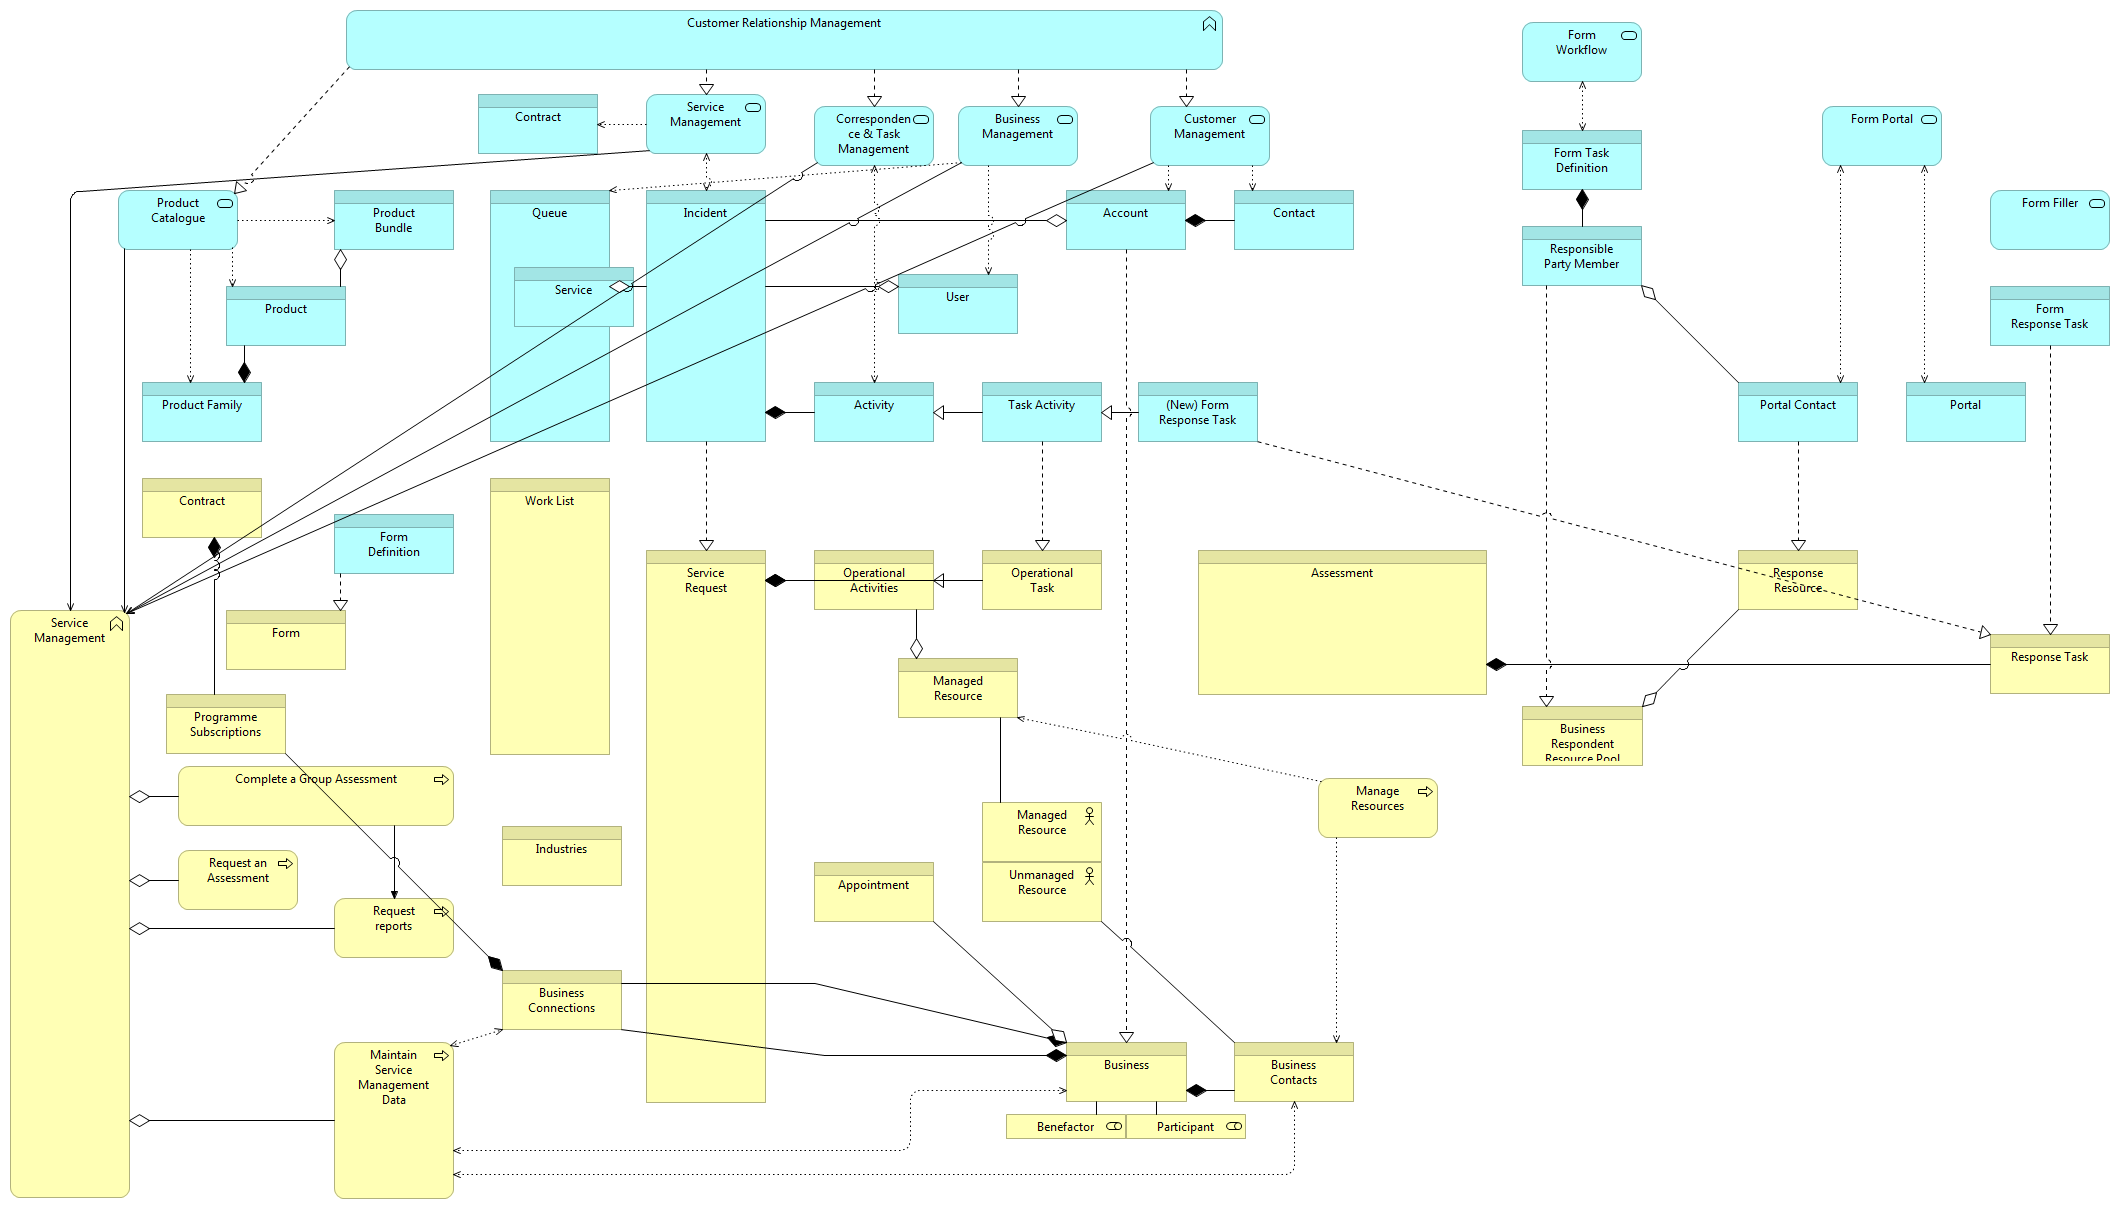 Customer Relationship Management
Form
Workflow
Service
Management
Contract
Corresponden
ce & Task
Management
Business
Management
Customer
Management
Form Portal
Form Task
Definition
Product
Catalogue
Product
Bundle
Queue
Incident
Account
Contact
Form Filler
Responsible
Party Member
Service
User
Product
Form
Response Task
Product Family
Activity
Task Activity
(New) Form
Response Task
Portal Contact
Portal
Contract
Work List
Form
Definition
Service
Request
Operational
Activities
Operational
Task
Assessment
Response
Resource
Service
Management
Form
Response Task
Managed
Resource
Programme
Subscriptions
Business
Respondent
Resource Pool
Complete a Group Assessment
Manage
Resources
Managed
Resource
Industries
Request an
Assessment
Appointment
Unmanaged
Resource
Request
reports
Business
Connections
Maintain
Service
Management
Data
Business
Business
Contacts
Benefactor
Participant